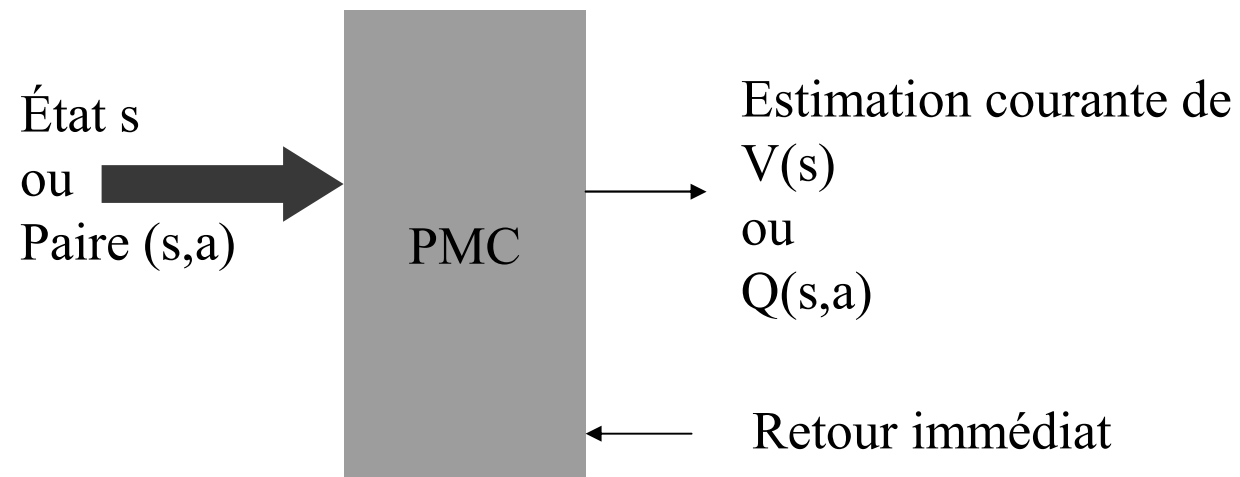 État s
ou
Paire (s,a)
PMC
Estimation courante de
V(s)
ou
Q(s,a)
Retour immédiat